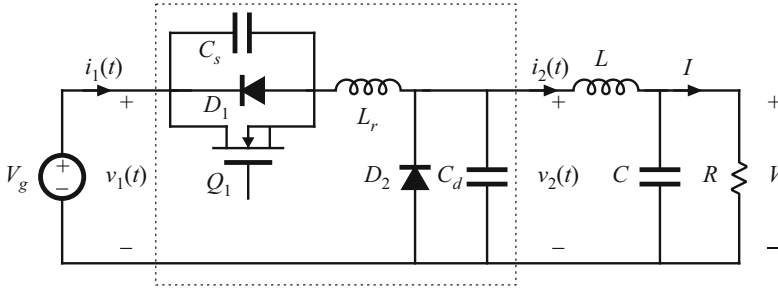 C_s
i_1(t)
i_2(t)
L
I
+
D_1
L_r
+
+
V_g
+
−
v_1(t)
Q_1
D_2
C_d
v_2(t)
C
R
V
−
−
−